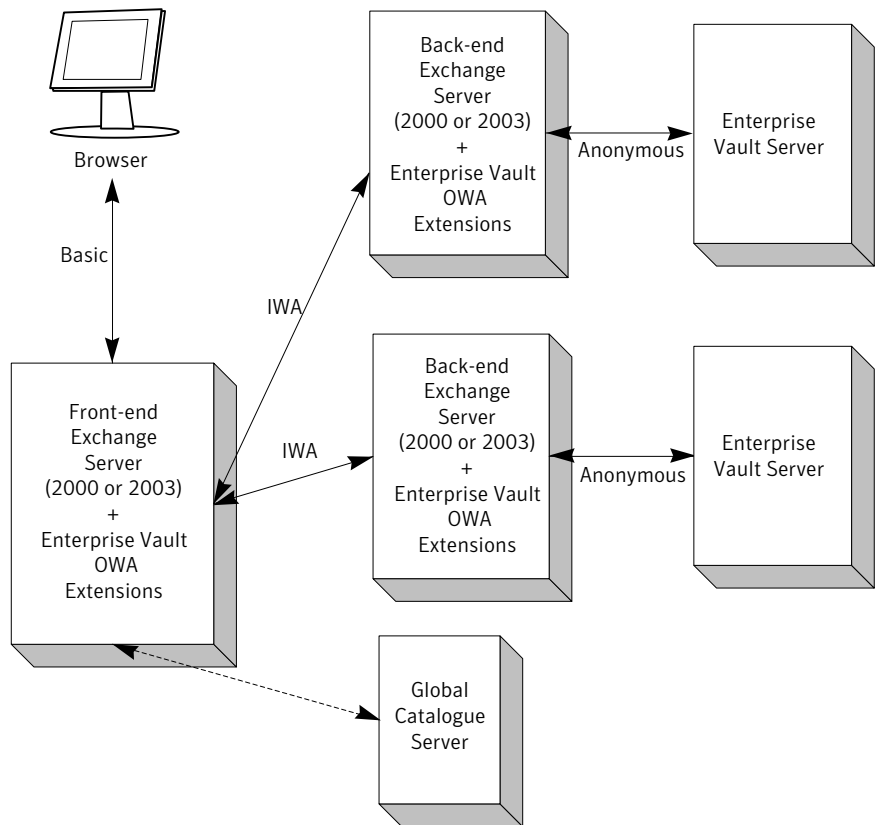 Browser
Basic
Front-end
Exchange
Server
(2000 or 2003)
+
Enterprise Vault
OWA
Extensions
IWA
IWA
Back-end
Exchange
Server
(2000 or 2003)
+
Enterprise Vault
OWA
Extensions
Anonymous
Enterprise
Vault Server
Back-end
Exchange
Server
(2000 or 2003)
+
Enterprise Vault
OWA
Extensions
Anonymous
Enterprise
Vault Server
Global
Catalogue
Server